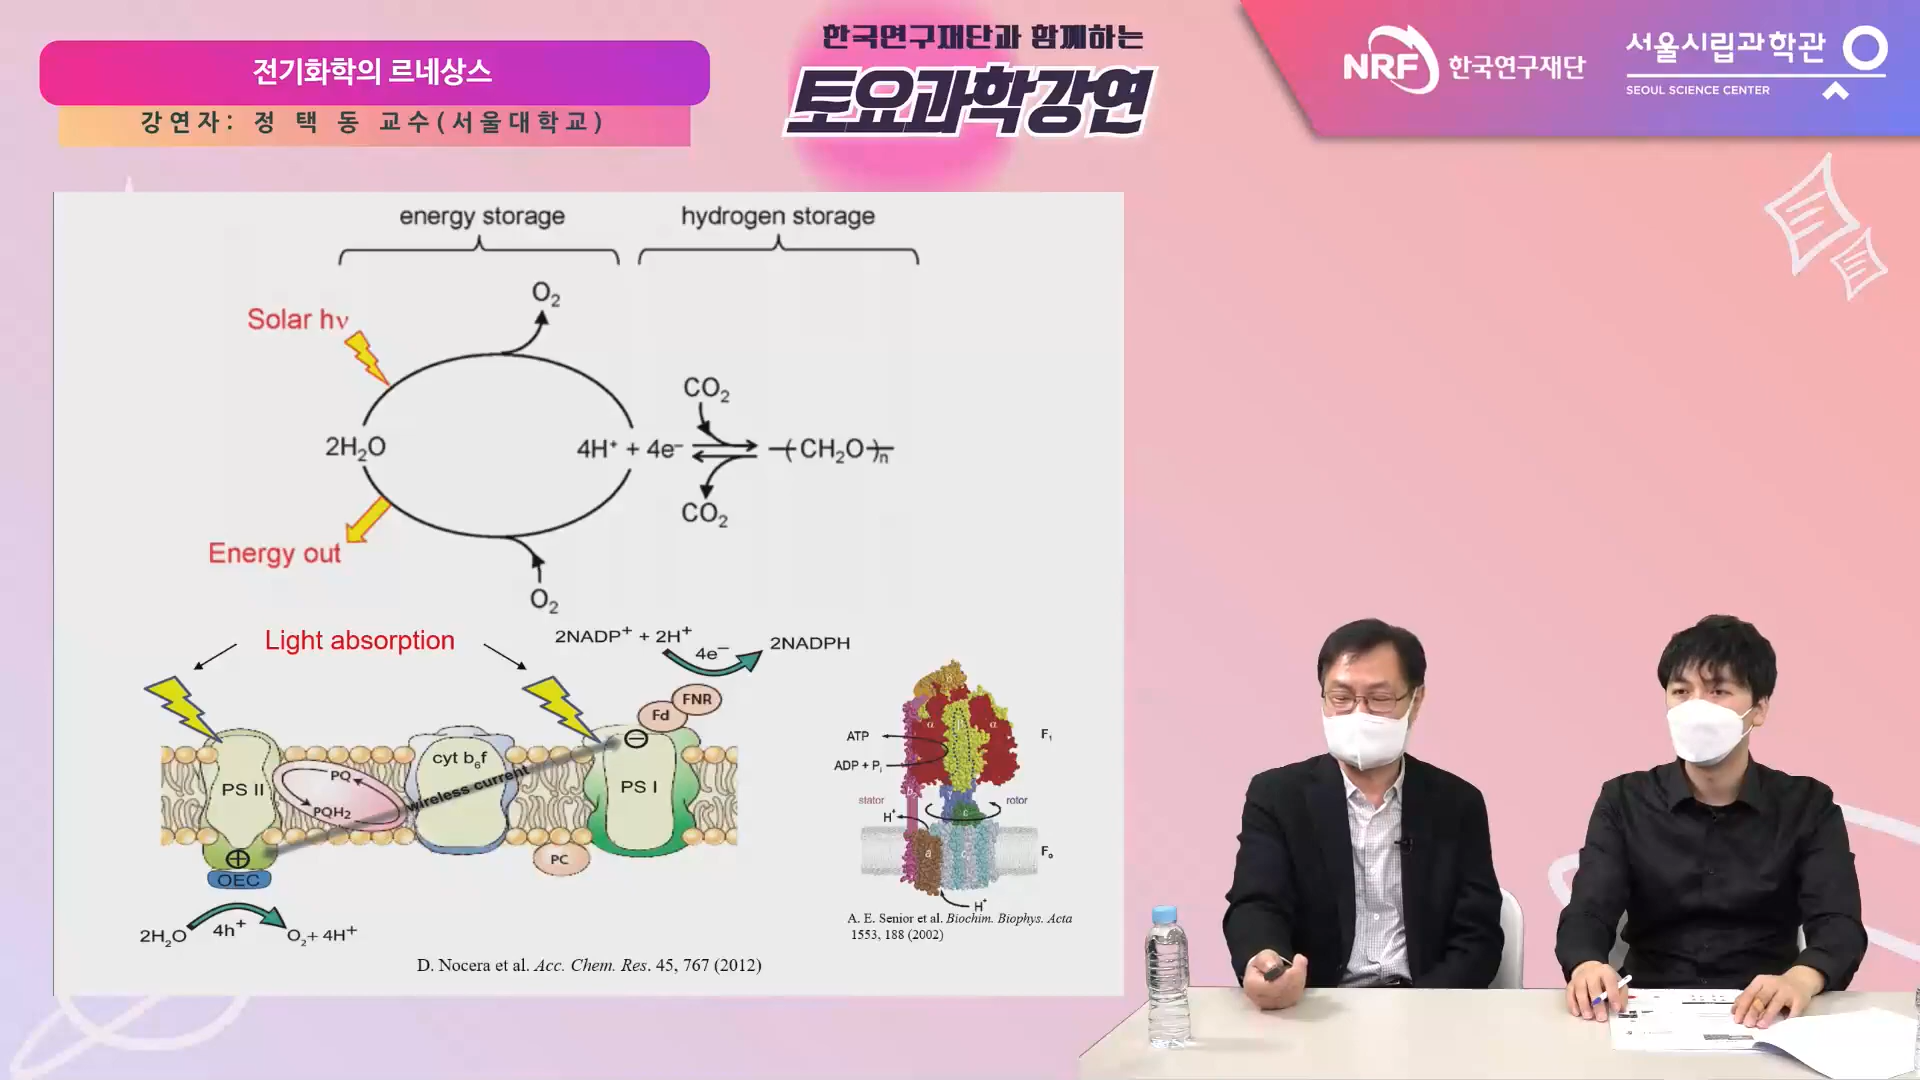 전기화학의 르네상스
강연자: 정 택 동 교수(서울대학교)
한국연구재단과 함께하는
토요과학강연
NRF 한국연구재단
서울시립과학관
SEOUL SCIENCE CENTER
energy storage
hydrogen storage
O₂
Solar hν
CO₂
2H₂O
4H⁺ + 4e⁻
-(CH₂O)-n
CO₂
Energy out
O₂
Light absorption
2NADP⁺ + 2H⁺
4e⁻
2NADPH
FNR
Fd
PS II
PQ
PQH₂
cyt b₆f
wireless current
PS I
PC
OEC
2H₂O
4h⁺
O₂+ 4H⁺
ATP
ADP + Pi
F₁
stator
rotor
H⁺
α
β
α
b₂
ε
a
c
F₀
H⁺
A. E. Senior et al. Biochim. Biophys. Acta
1553, 188 (2002)
D. Nocera et al. Acc. Chem. Res. 45, 767 (2012)